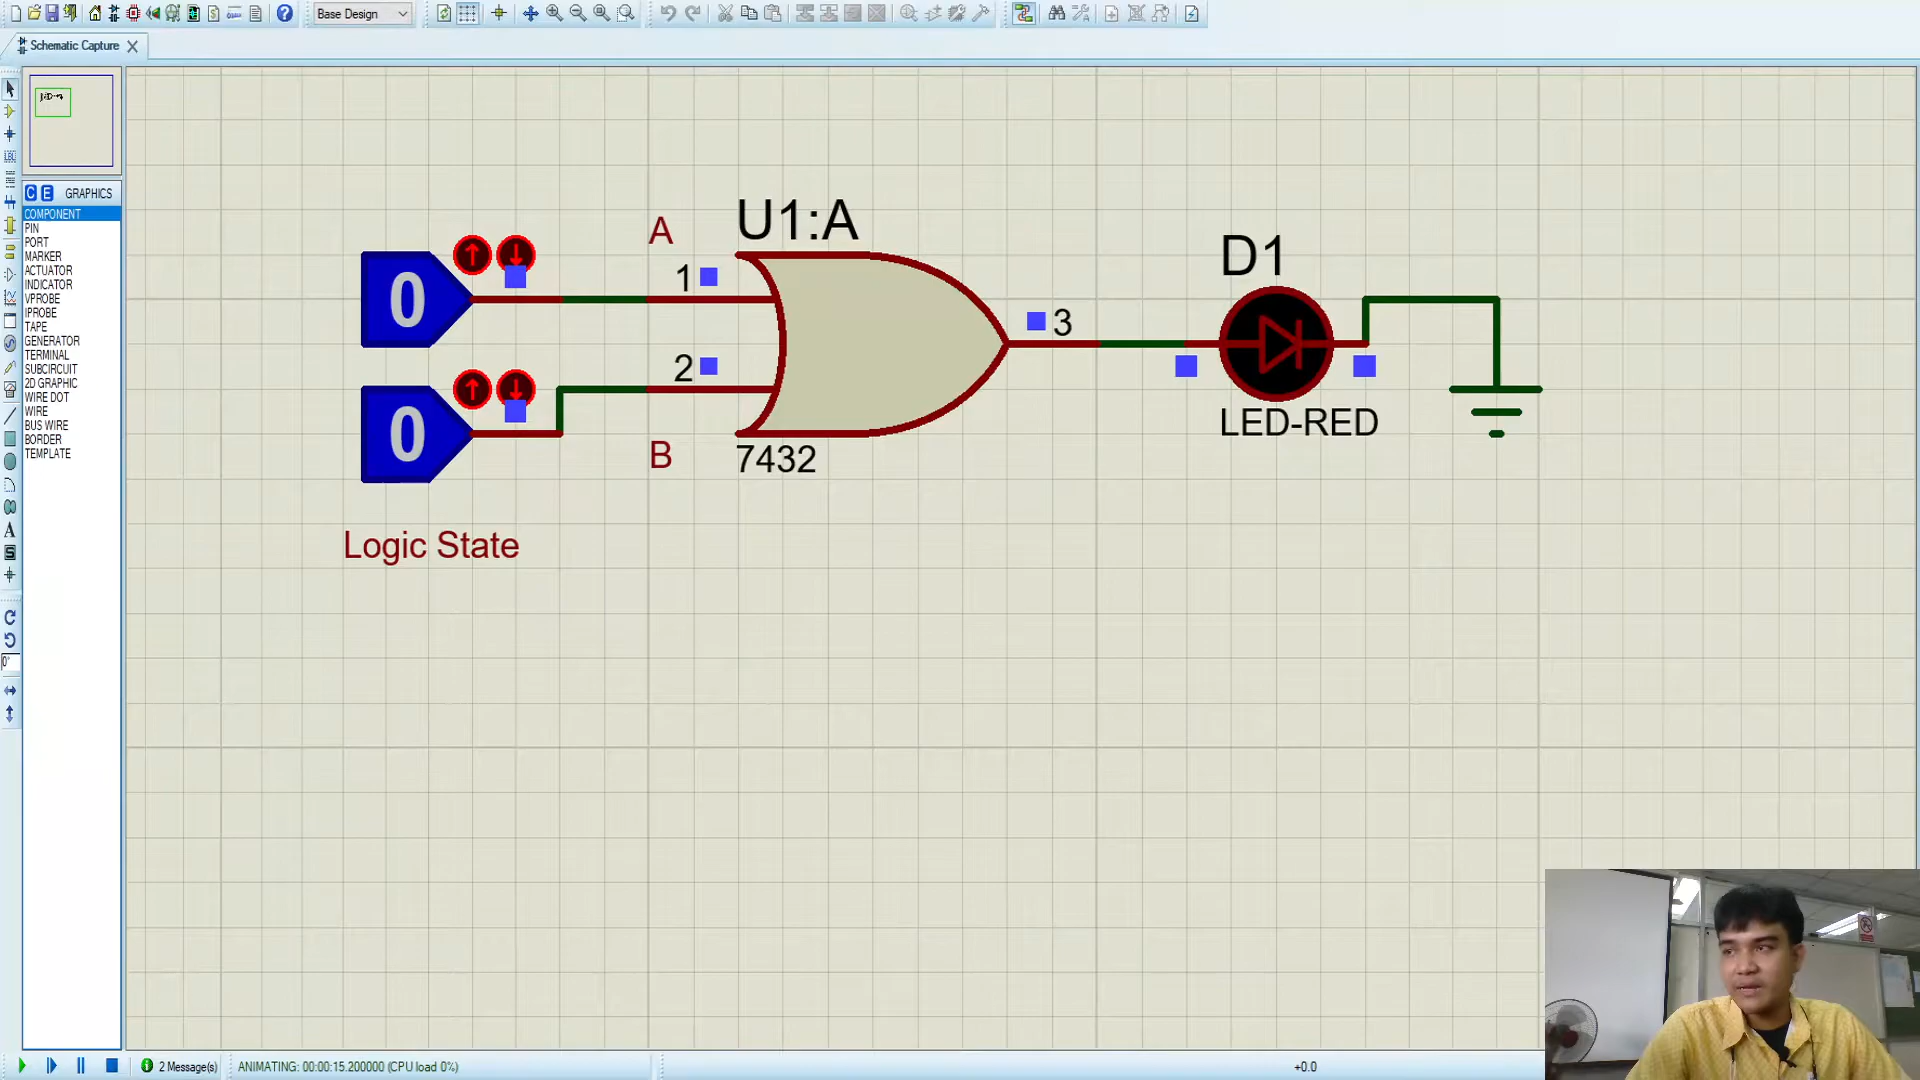 Base Design
Schematic Capture
C E GRAPHICS
COMPONENT
PIN
PORT
MARKER
ACTUATOR
INDICATOR
VPROBE
IPROBE
TAPE
GENERATOR
TERMINAL
SUBCIRCUIT
2D GRAPHIC
WIRE DOT
WIRE
BUS WIRE
BORDER
TEMPLATE
A
U1:A
1
0
2
0
B
7432
3
D1
LED-RED
Logic State
2 Message(s)
ANIMATING: 00:00:15.200000 (CPU load 0%)
+0.0